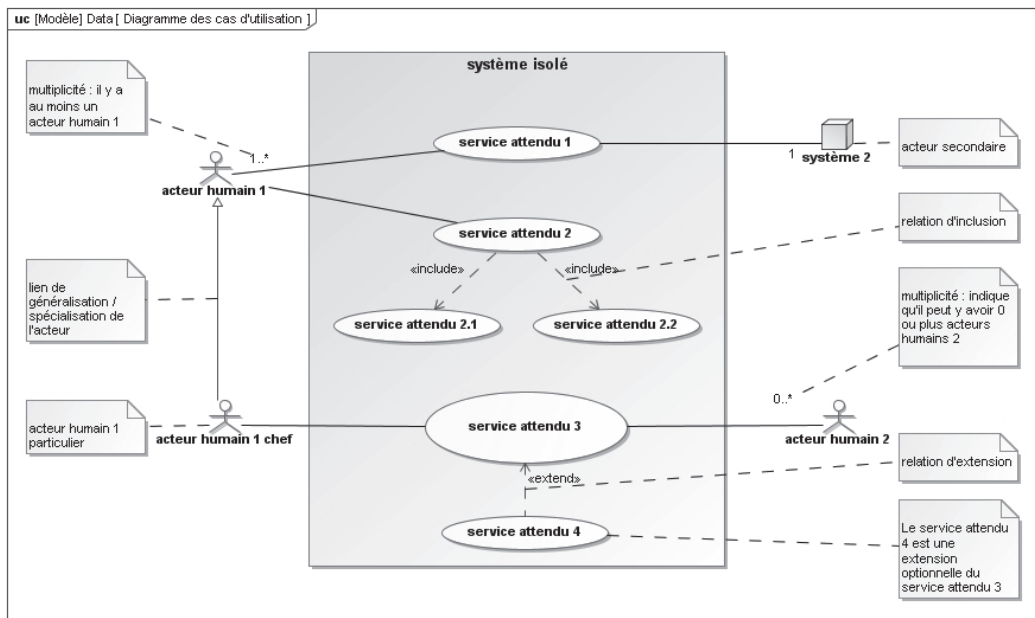 uc [Modèle] Data [ Diagramme des cas d'utilisation ]
système isolé
multiplicité : il y a
au moins un
acteur humain 1
1..*
acteur humain 1
service attendu 1
1
système 2
acteur secondaire
service attendu 2
relation d'inclusion
«include»
«include»
lien de
généralisation /
spécialisation de
l'acteur
service attendu 2.1
service attendu 2.2
multiplicité : indique
qu'il peut y avoir 0
ou plus acteurs
humains 2
0..*
acteur humain 1
particulier
acteur humain 1 chef
service attendu 3
acteur humain 2
«extend»
relation d'extension
service attendu 4
Le service attendu
4 est une
extension
optionnelle du
service attendu 3